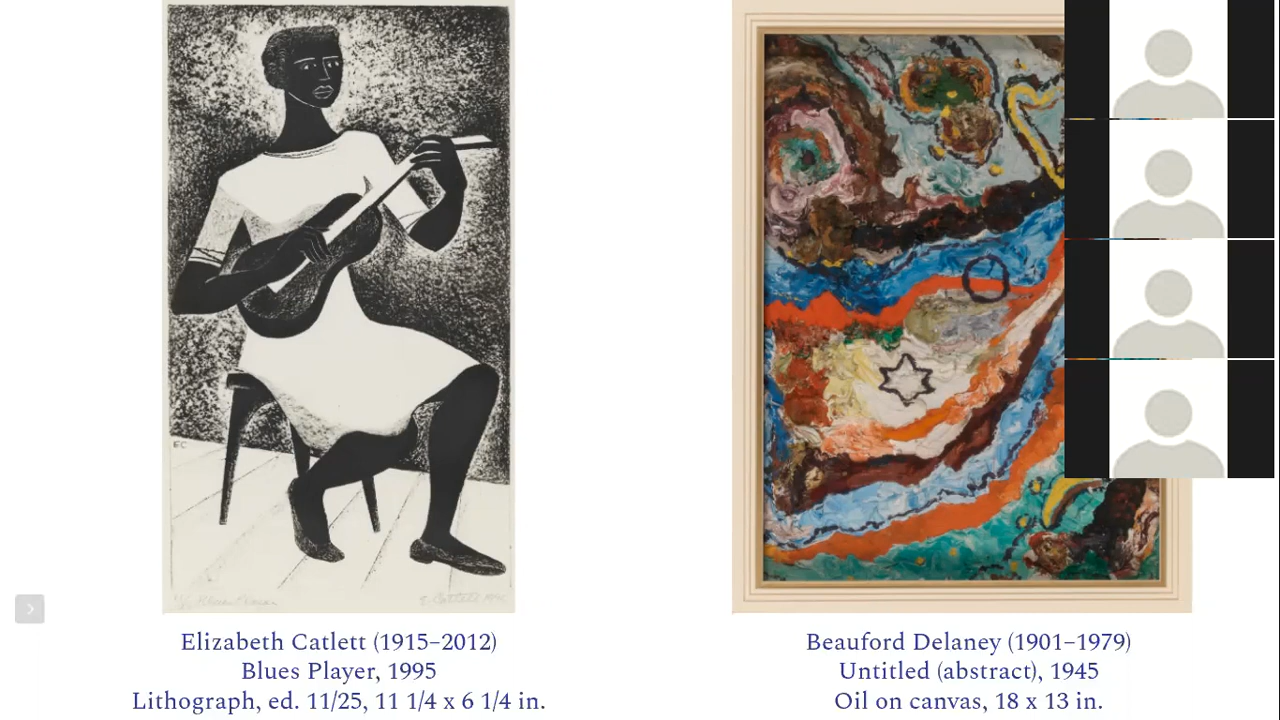 EC
Elizabeth Catlett (1915–2012)
Blues Player, 1995
Lithograph, ed. 11/25, 11 1/4 x 6 1/4 in.
Beauford Delaney (1901–1979)
Untitled (abstract), 1945
Oil on canvas, 18 x 13 in.